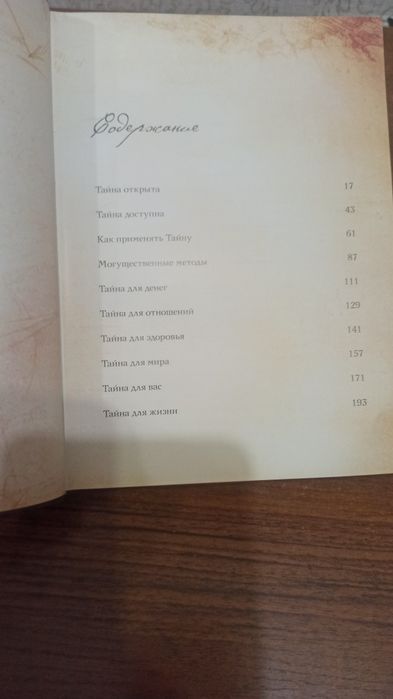 Содержание
Тайна открыта 17
Тайна доступна 43
Как применять Тайну 61
Могущественные методы 87
Тайна для денег 111
Тайна для отношений 129
Тайна для здоровья 141
Тайна для мира 157
Тайна для вас 171
Тайна для жизни 193